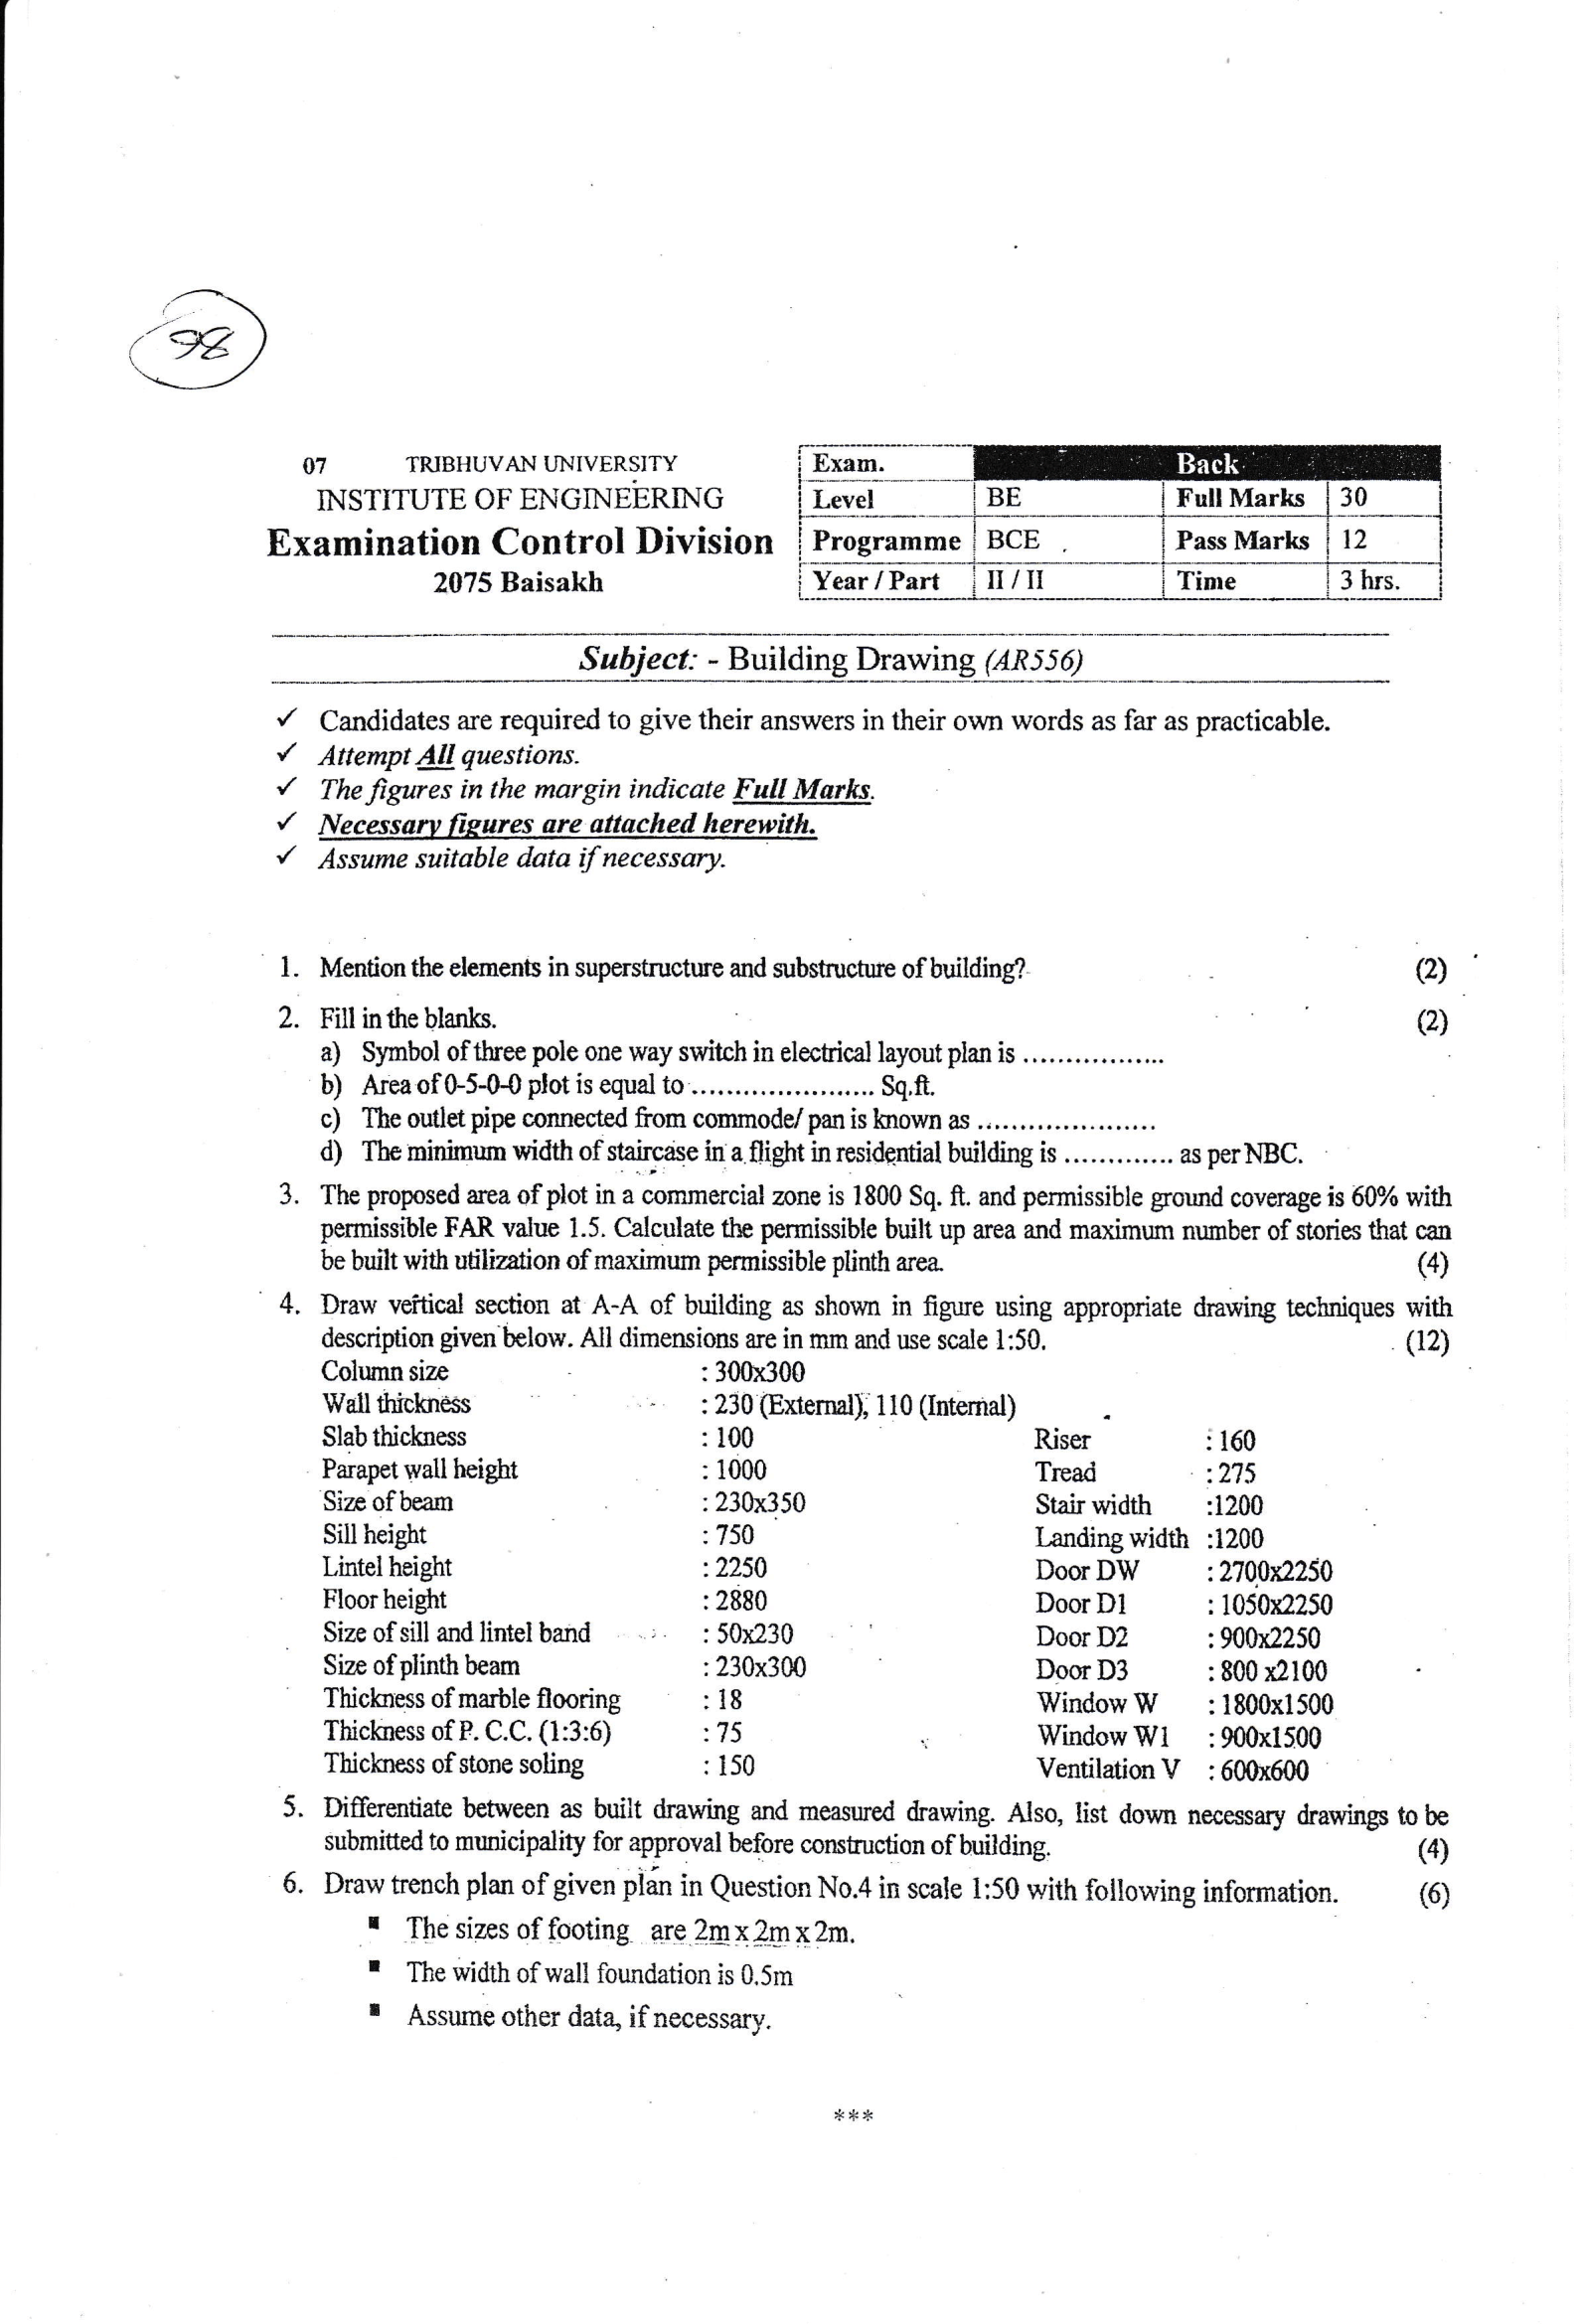 98
07 TRIBHUVAN UNIVERSITY
INSTITUTE OF ENGINEERING
Examination Control Division
2075 Baisakh
Exam. Back
Level BE Full Marks 30
Programme BCE Pass Marks 12
Year / Part II / II Time 3 hrs.
Subject: - Building Drawing (AR556)
✓ Candidates are required to give their answers in their own words as far as practicable.
✓ Attempt All questions.
✓ The figures in the margin indicate Full Marks.
✓ Necessary figures are attached herewith.
✓ Assume suitable data if necessary.
1. Mention the elements in superstructure and substructure of building? (2)
2. Fill in the blanks. (2)
a) Symbol of three pole one way switch in electrical layout plan is .................
b) Area of 0-5-0-0 plot is equal to ...................... Sq.ft.
c) The outlet pipe connected from commode/ pan is known as .....................
d) The minimum width of staircase in a flight in residential building is ............. as per NBC.
3. The proposed area of plot in a commercial zone is 1800 Sq. ft. and permissible ground coverage is 60% with
permissible FAR value 1.5. Calculate the permissible built up area and maximum number of stories that can
be built with utilization of maximum permissible plinth area. (4)
4. Draw vertical section at A-A of building as shown in figure using appropriate drawing techniques with
description given below. All dimensions are in mm and use scale 1:50. (12)
Column size : 300x300
Wall thickness : 230 (External), 110 (Internal)
Slab thickness : 100 Riser : 160
Parapet wall height : 1000 Tread : 275
Size of beam : 230x350 Stair width :1200
Sill height : 750 Landing width :1200
Lintel height : 2250 Door DW : 2700x2250
Floor height : 2880 Door D1 : 1050x2250
Size of sill and lintel band : 50x230 Door D2 : 900x2250
Size of plinth beam : 230x300 Door D3 : 800 x2100
Thickness of marble flooring : 18 Window W : 1800x1500
Thickness of P. C.C. (1:3:6) : 75 Window W1 : 900x1500
Thickness of stone soling : 150 Ventilation V : 600x600
5. Differentiate between as built drawing and measured drawing. Also, list down necessary drawings to be
submitted to municipality for approval before construction of building. (4)
6. Draw trench plan of given plan in Question No.4 in scale 1:50 with following information. (6)
▪ The sizes of footing are 2m x 2m x 2m.
▪ The width of wall foundation is 0.5m
▪ Assume other data, if necessary.
***